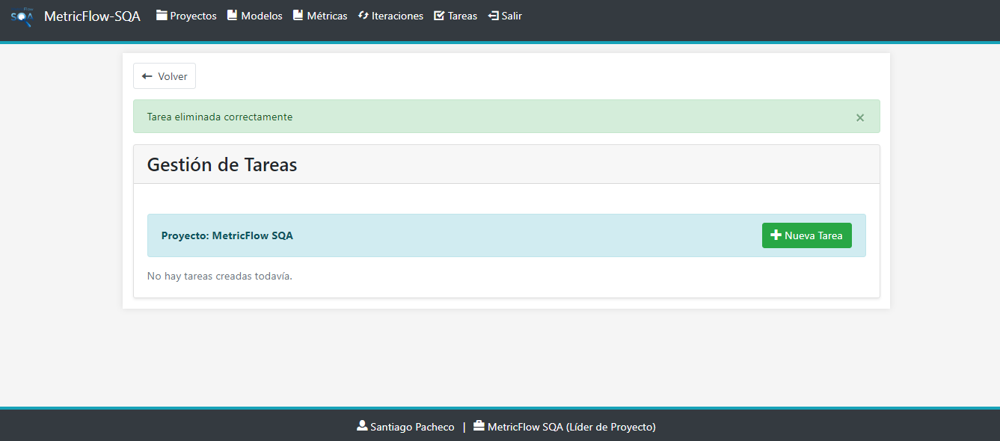 Flow
SQA
MetricFlow-SQA Proyectos Modelos Métricas Iteraciones Tareas Salir
Volver
Tarea eliminada correctamente ×
Gestión de Tareas
Proyecto: MetricFlow SQA Nueva Tarea
No hay tareas creadas todavía.
Santiago Pacheco | MetricFlow SQA (Líder de Proyecto)